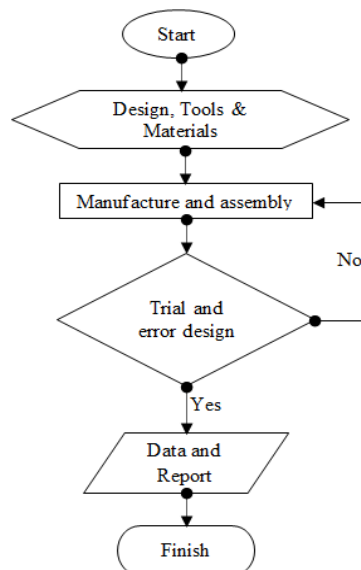 Start
Design, Tools &
Materials
Manufacture and assembly
No
Trial and
error design
Yes
Data and
Report
Finish